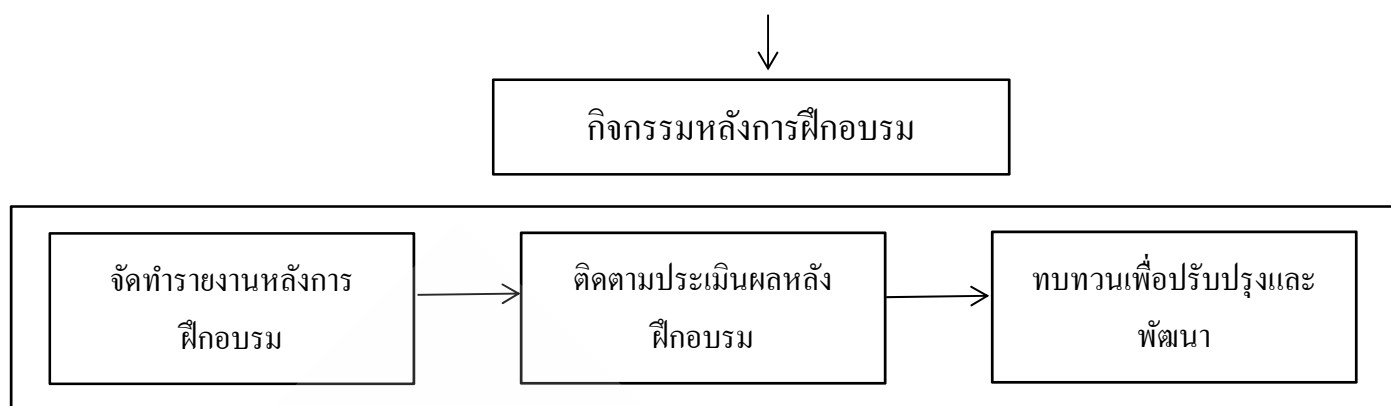 กิจกรรมหลังการฝึกอบรม
จัดทำรายงานหลังการ
ฝึกอบรม
ติดตามประเมินผลหลัง
ฝึกอบรม
ทบทวนเพื่อปรับปรุงและ
พัฒนา